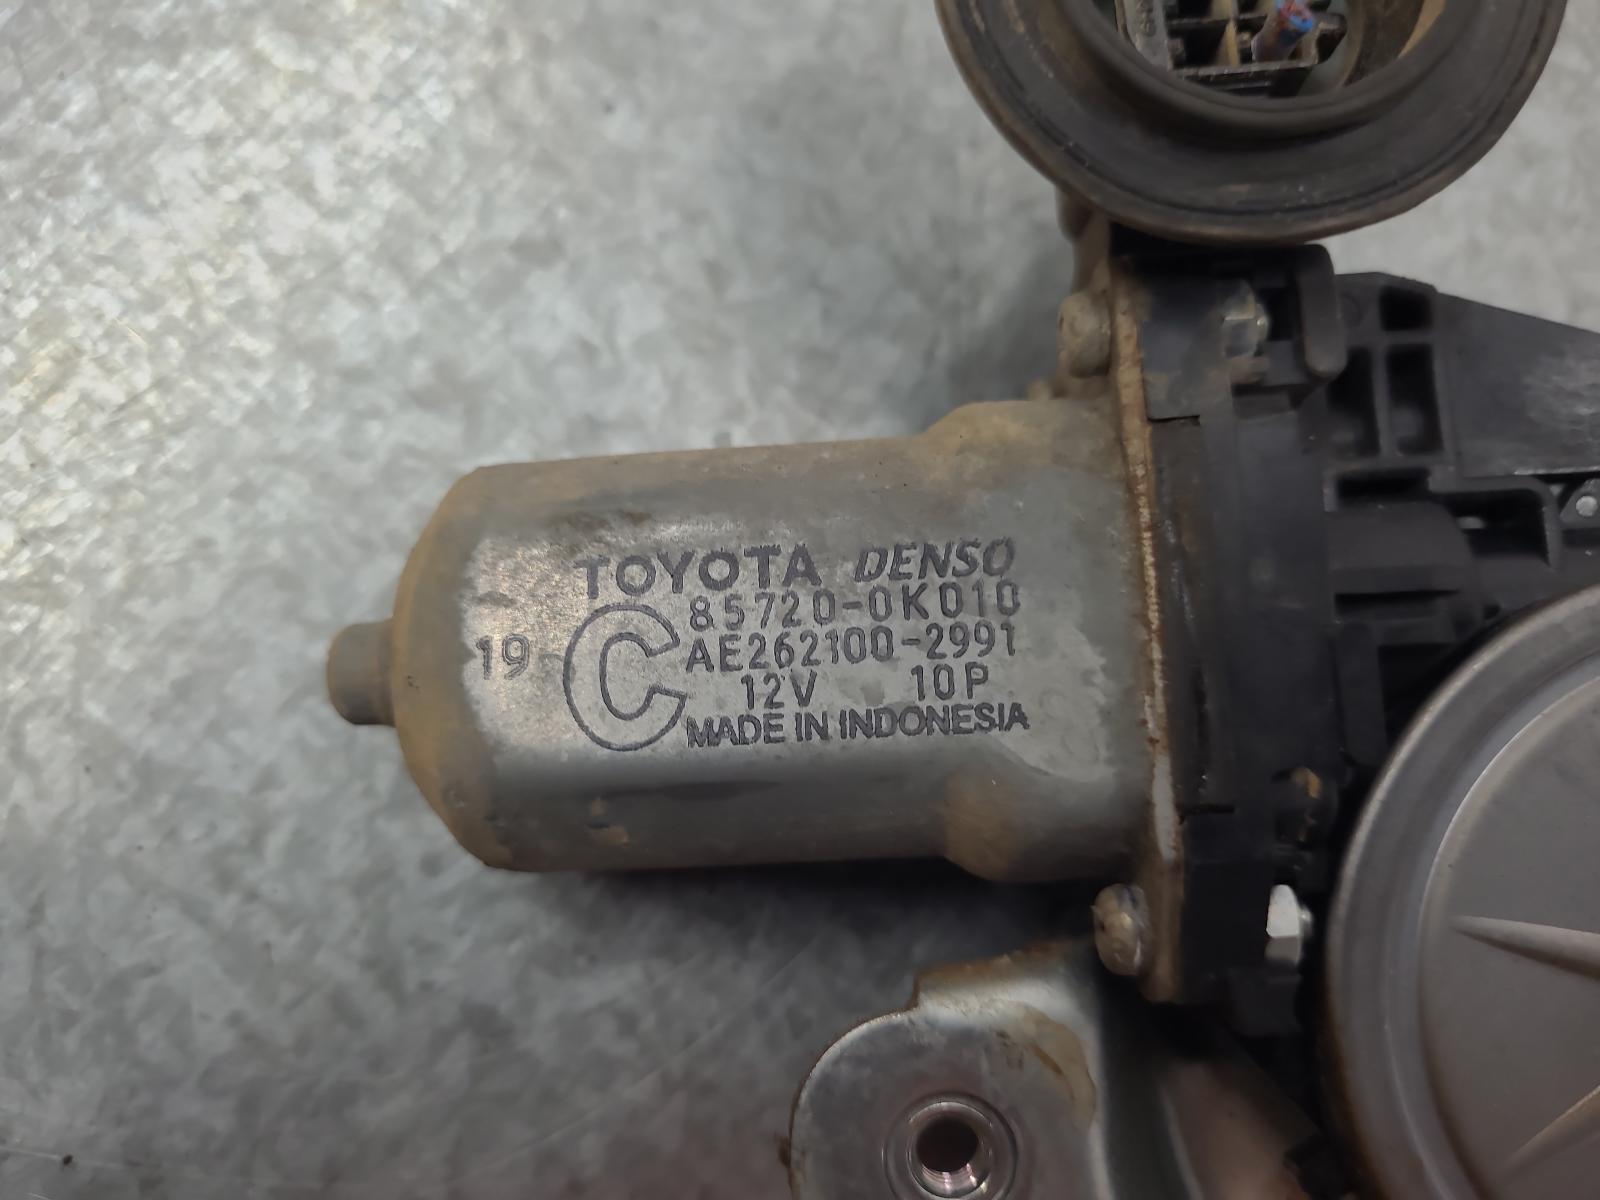 TOYOTA DENSO
85720-0K010
19 C AE262100-2991
12V 10P
MADE IN INDONESIA